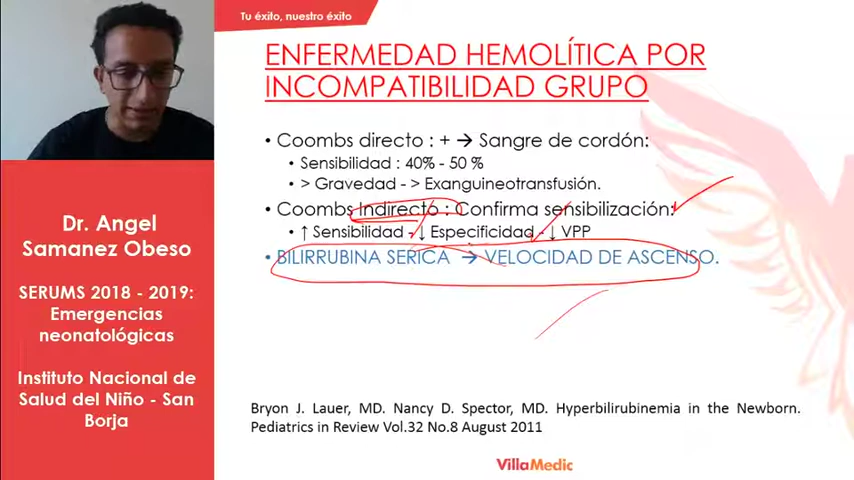 Tu éxito, nuestro éxito
ENFERMEDAD HEMOLÍTICA POR
INCOMPATIBILIDAD GRUPO
• Coombs directo : + → Sangre de cordón:
• Sensibilidad : 40% - 50 %
• > Gravedad - > Exanguineotransfusión.
• Coombs Indirecto : Confirma sensibilización:
• ↑ Sensibilidad - ↓ Especificidad - ↓ VPP
• BILIRRUBINA SERICA → VELOCIDAD DE ASCENSO.
Dr. Angel
Samanez Obeso
SERUMS 2018 - 2019:
Emergencias
neonatológicas
Instituto Nacional de
Salud del Niño - San
Borja
Bryon J. Lauer, MD. Nancy D. Spector, MD. Hyperbilirubinemia in the Newborn.
Pediatrics in Review Vol.32 No.8 August 2011
VillaMedic